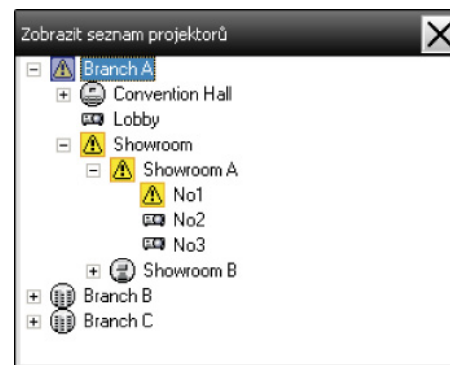 Zobrazit seznam projektorů
Branch A
Convention Hall
Lobby
Showroom
Showroom A
No1
No2
No3
Showroom B
Branch B
Branch C